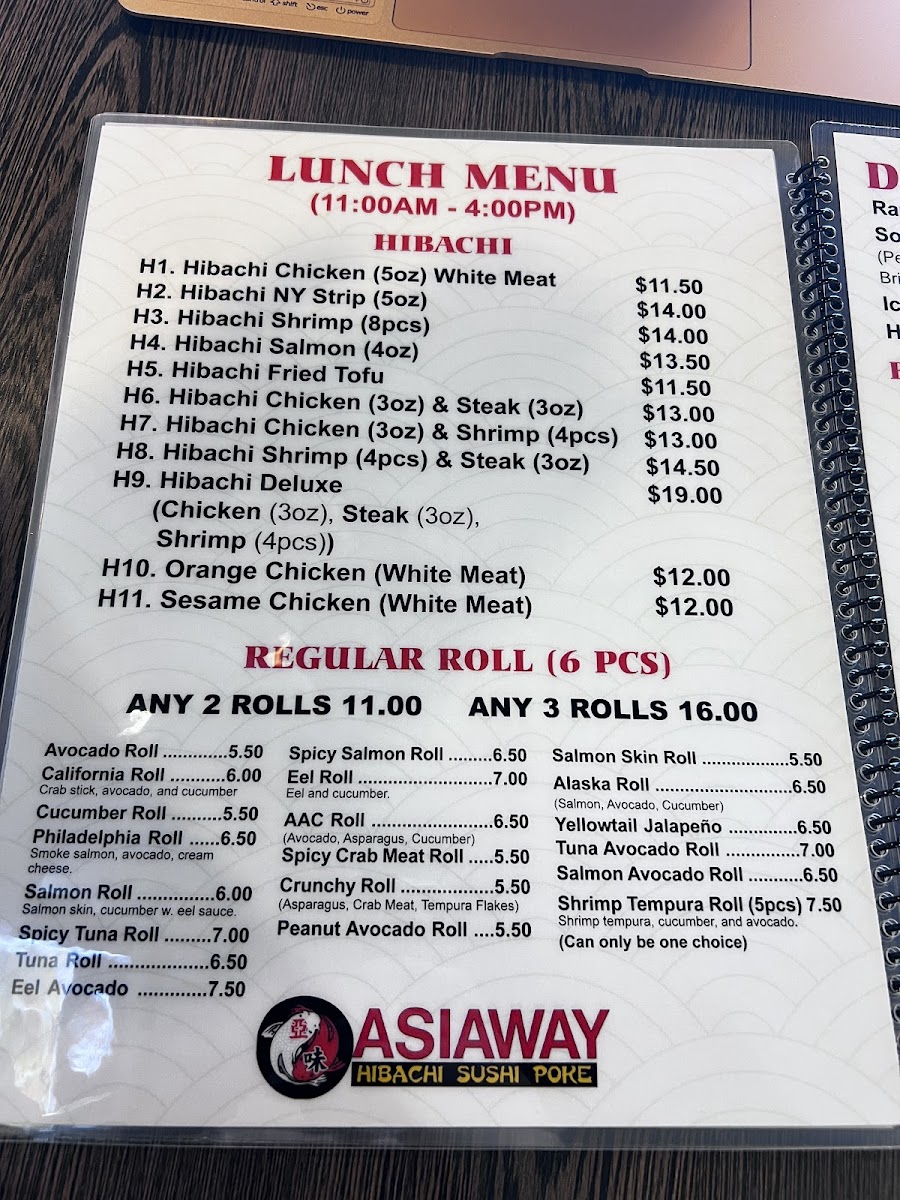 shift esc power
LUNCH MENU
(11:00AM - 4:00PM)
HIBACHI
H1. Hibachi Chicken (5oz) White Meat $11.50
H2. Hibachi NY Strip (5oz) $14.00
H3. Hibachi Shrimp (8pcs) $14.00
H4. Hibachi Salmon (4oz) $13.50
H5. Hibachi Fried Tofu $11.50
H6. Hibachi Chicken (3oz) & Steak (3oz) $13.00
H7. Hibachi Chicken (3oz) & Shrimp (4pcs) $13.00
H8. Hibachi Shrimp (4pcs) & Steak (3oz) $14.50
H9. Hibachi Deluxe $19.00
(Chicken (3oz), Steak (3oz),
Shrimp (4pcs))
H10. Orange Chicken (White Meat) $12.00
H11. Sesame Chicken (White Meat) $12.00
REGULAR ROLL (6 PCS)
ANY 2 ROLLS 11.00 ANY 3 ROLLS 16.00
Avocado Roll ............5.50
California Roll ..........6.00
Crab stick, avocado, and cucumber
Cucumber Roll .........5.50
Philadelphia Roll ......6.50
Smoke salmon, avocado, cream
cheese.
Salmon Roll ..............6.00
Salmon skin, cucumber w. eel sauce.
Spicy Tuna Roll .........7.00
Tuna Roll ...................6.50
Eel Avocado .............7.50
Spicy Salmon Roll .........6.50
Eel Roll .........................7.00
Eel and cucumber.
AAC Roll .......................6.50
(Avocado, Asparagus, Cucumber)
Spicy Crab Meat Roll .....5.50
Crunchy Roll .................5.50
(Asparagus, Crab Meat, Tempura Flakes)
Peanut Avocado Roll ....5.50
Salmon Skin Roll ................5.50
Alaska Roll .........................6.50
(Salmon, Avocado, Cucumber)
Yellowtail Jalapeño .............6.50
Tuna Avocado Roll ..............7.00
Salmon Avocado Roll ..........6.50
Shrimp Tempura Roll (5pcs) 7.50
Shrimp tempura, cucumber, and avocado.
(Can only be one choice)
亞
味
ASIAWAY
HIBACHI SUSHI POKE
D
Ra
So
(Pe
Bri
Ic
H